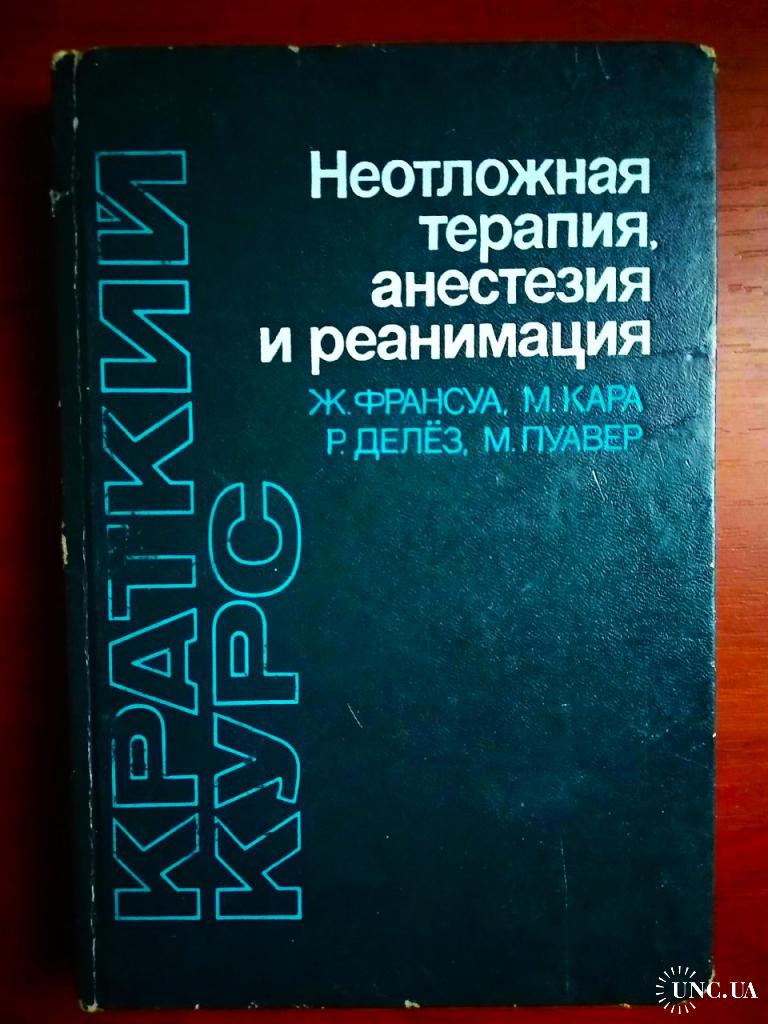 Неотложная
терапия,
анестезия
и реанимация
Ж. ФРАНСУА, М. КАРА
Р. ДЕЛЁЗ, М. ПУАВЕР
КРАТКИЙ
КУРС
UNC.UA